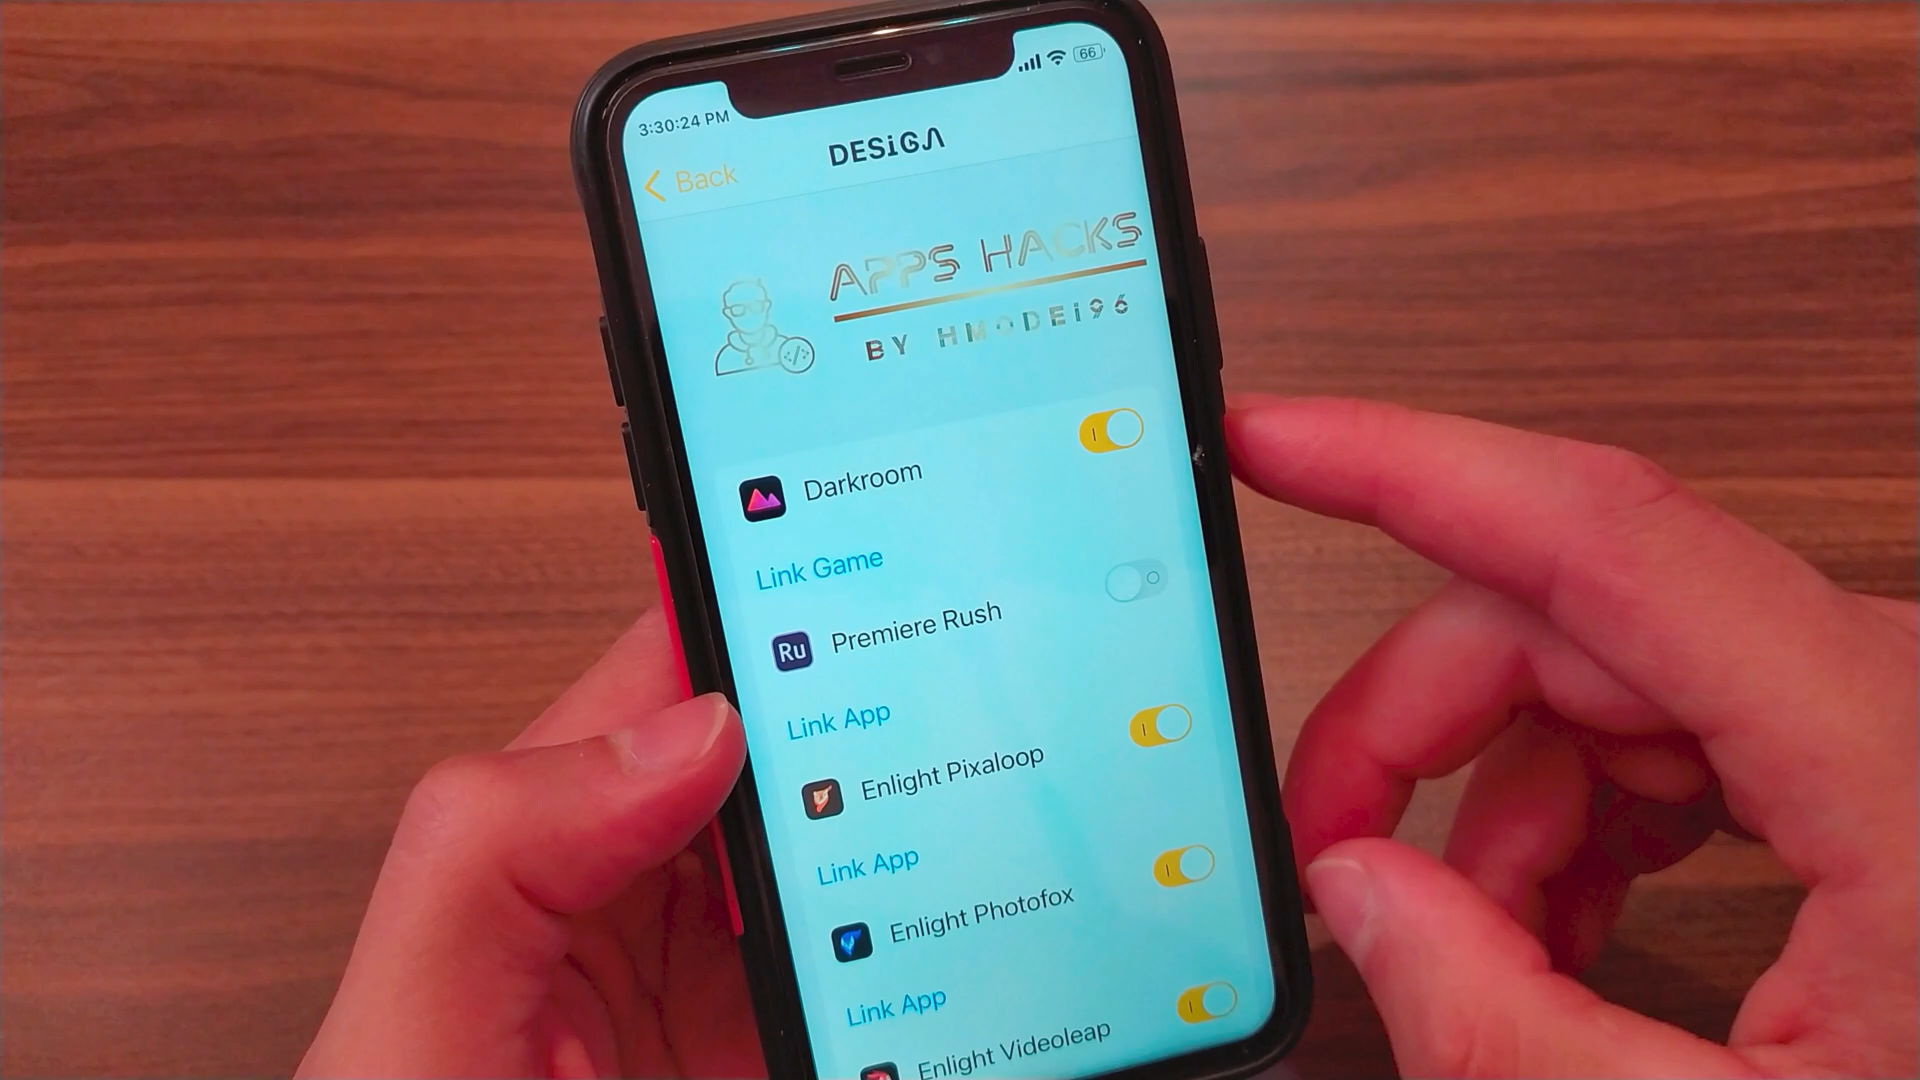 3:30:24 PM
66
Back
DESiGN
APPS HACKS
BY HMODEi96
Darkroom
Link Game
Ru
Premiere Rush
Link App
Enlight Pixaloop
Link App
Enlight Photofox
Link App
Enlight Videoleap